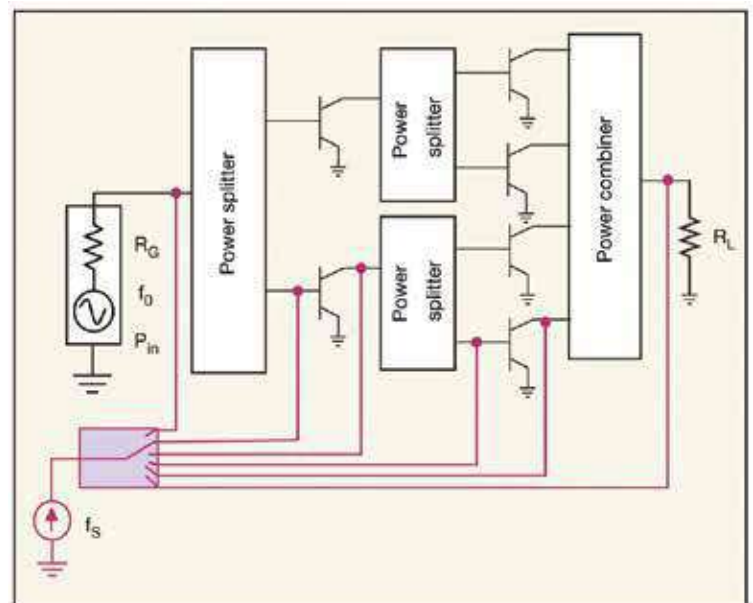 Power splitter
Power
splitter
Power
splitter
Power combiner
R_G
f_0
P_in
R_L
f_S